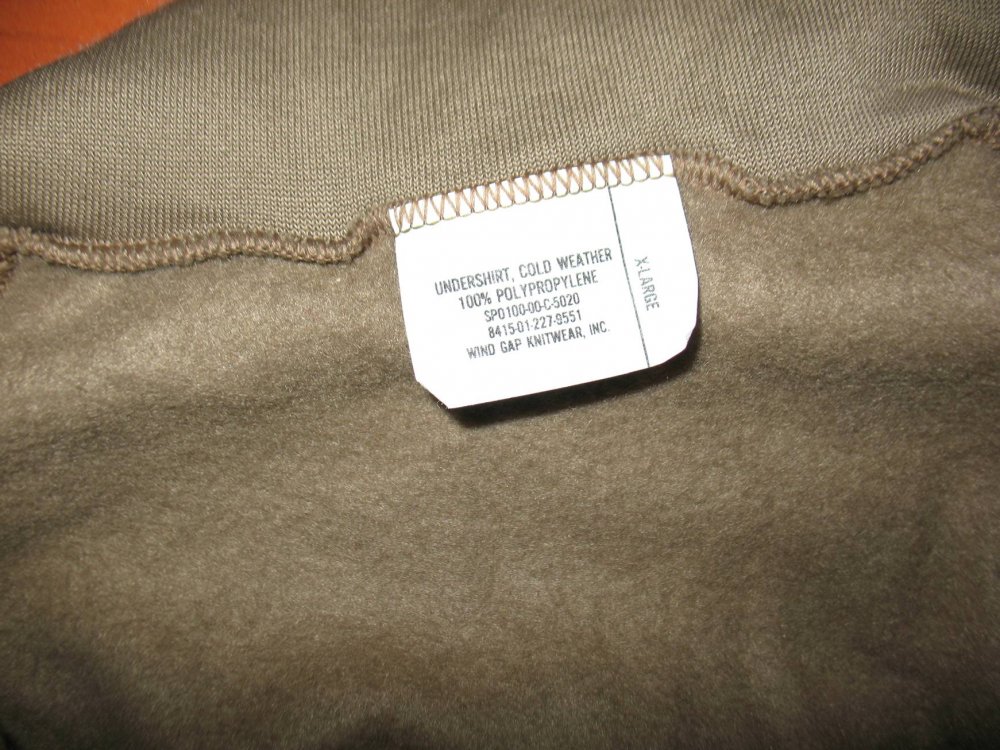 UNDERSHIRT, COLD WEATHER
100% POLYPROPYLENE
SP0100-00-C-5020
8415-01-227-9551
WIND GAP KNITWEAR, INC.
X-LARGE